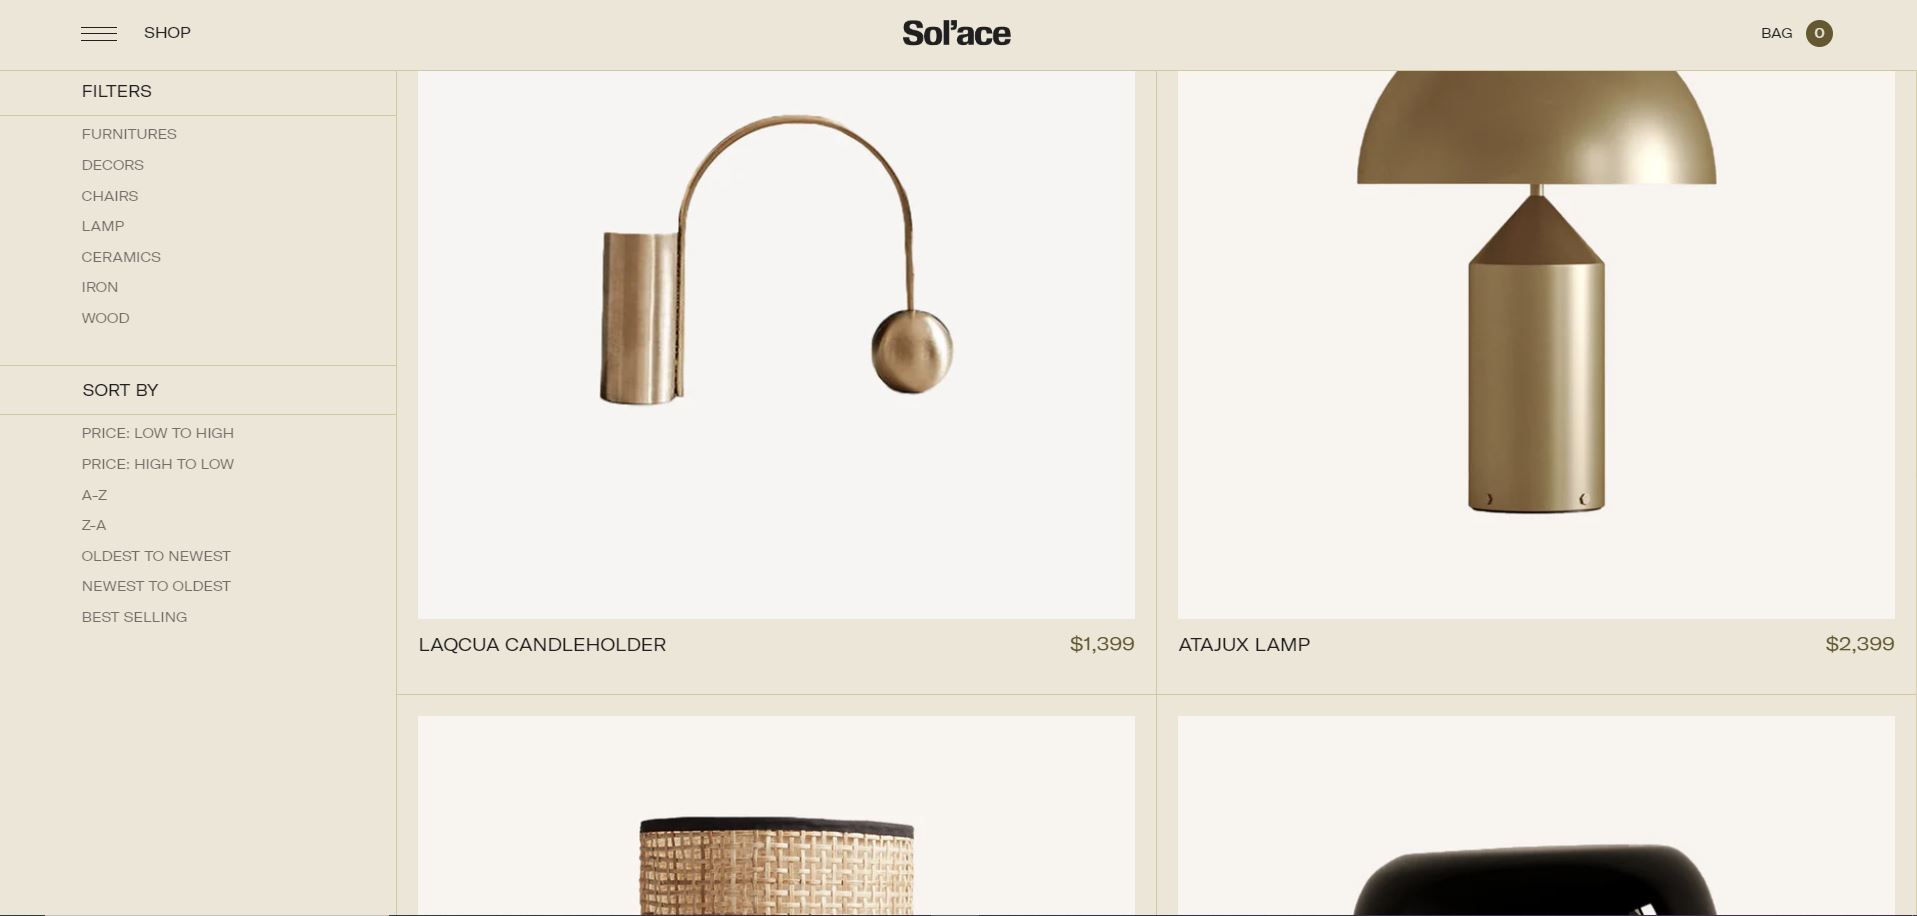 SHOP
Sol'ace
BAG 0
FILTERS
FURNITURES
DECORS
CHAIRS
LAMP
CERAMICS
IRON
WOOD
SORT BY
PRICE: LOW TO HIGH
PRICE: HIGH TO LOW
A-Z
Z-A
OLDEST TO NEWEST
NEWEST TO OLDEST
BEST SELLING
LAQCUA CANDLEHOLDER $1,399
ATAJUX LAMP $2,399